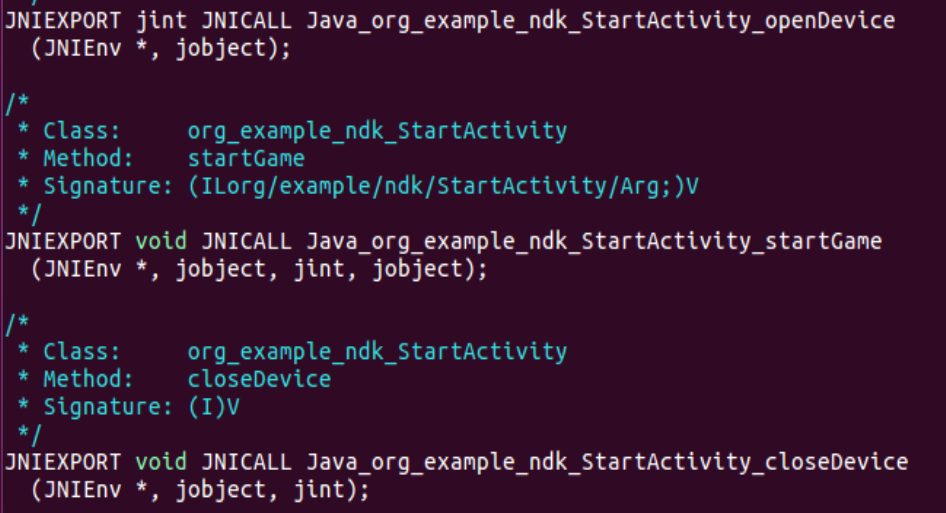 JNIEXPORT jint JNICALL Java_org_example_ndk_StartActivity_openDevice
  (JNIEnv *, jobject);

/*
 * Class:     org_example_ndk_StartActivity
 * Method:    startGame
 * Signature: (ILorg/example/ndk/StartActivity/Arg;)V
 */
JNIEXPORT void JNICALL Java_org_example_ndk_StartActivity_startGame
  (JNIEnv *, jobject, jint, jobject);

/*
 * Class:     org_example_ndk_StartActivity
 * Method:    closeDevice
 * Signature: (I)V
 */
JNIEXPORT void JNICALL Java_org_example_ndk_StartActivity_closeDevice
  (JNIEnv *, jobject, jint);